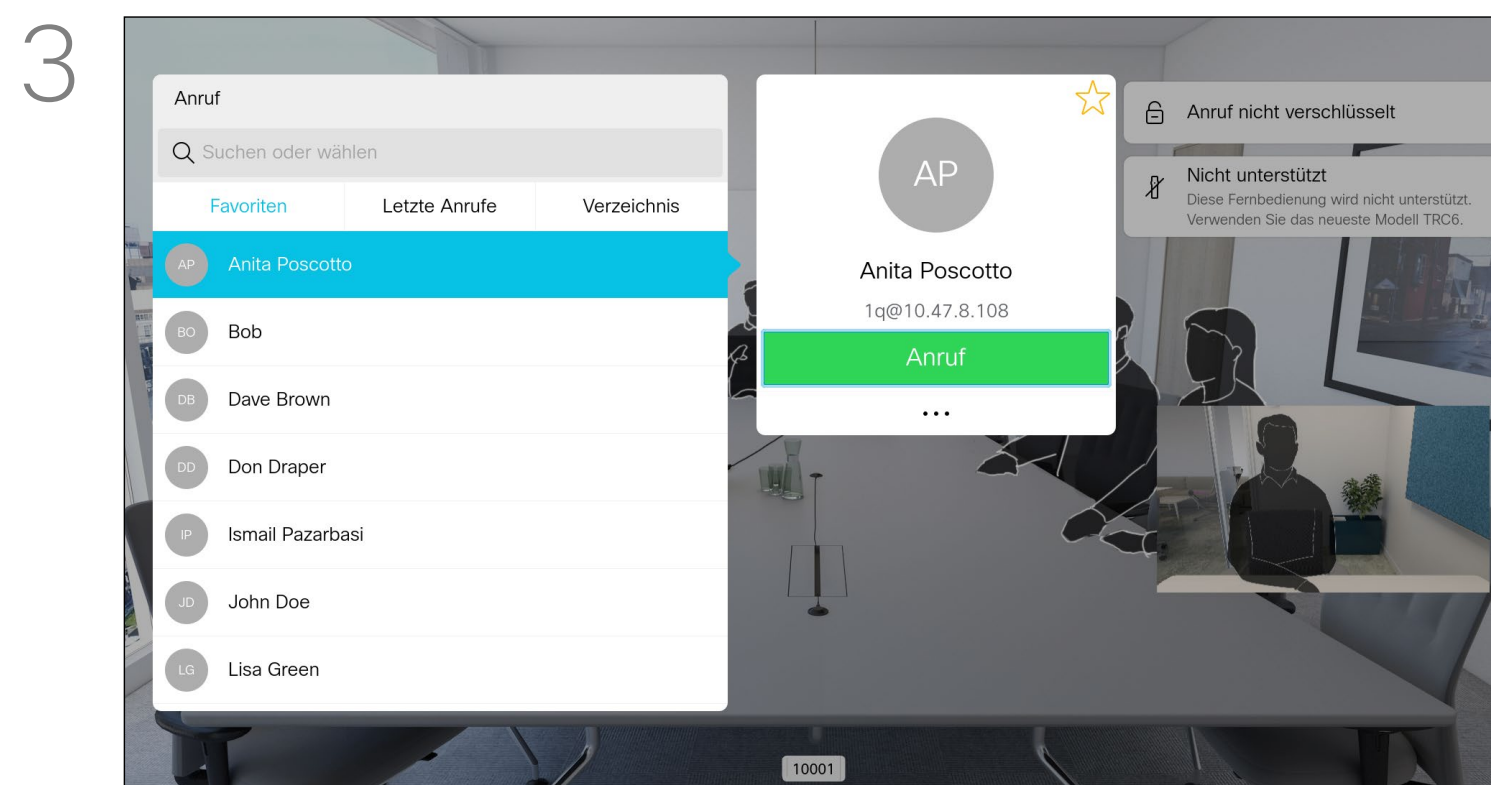 3
Anruf
Suchen oder wählen
Favoriten Letzte Anrufe Verzeichnis
AP Anita Poscotto
BO Bob
DB Dave Brown
DD Don Draper
IP Ismail Pazarbasi
JD John Doe
LG Lisa Green
AP
Anita Poscotto
1q@10.47.8.108
Anruf
...
Anruf nicht verschlüsselt
Nicht unterstützt
Diese Fernbedienung wird nicht unterstützt.
Verwenden Sie das neueste Modell TRC6.
10001